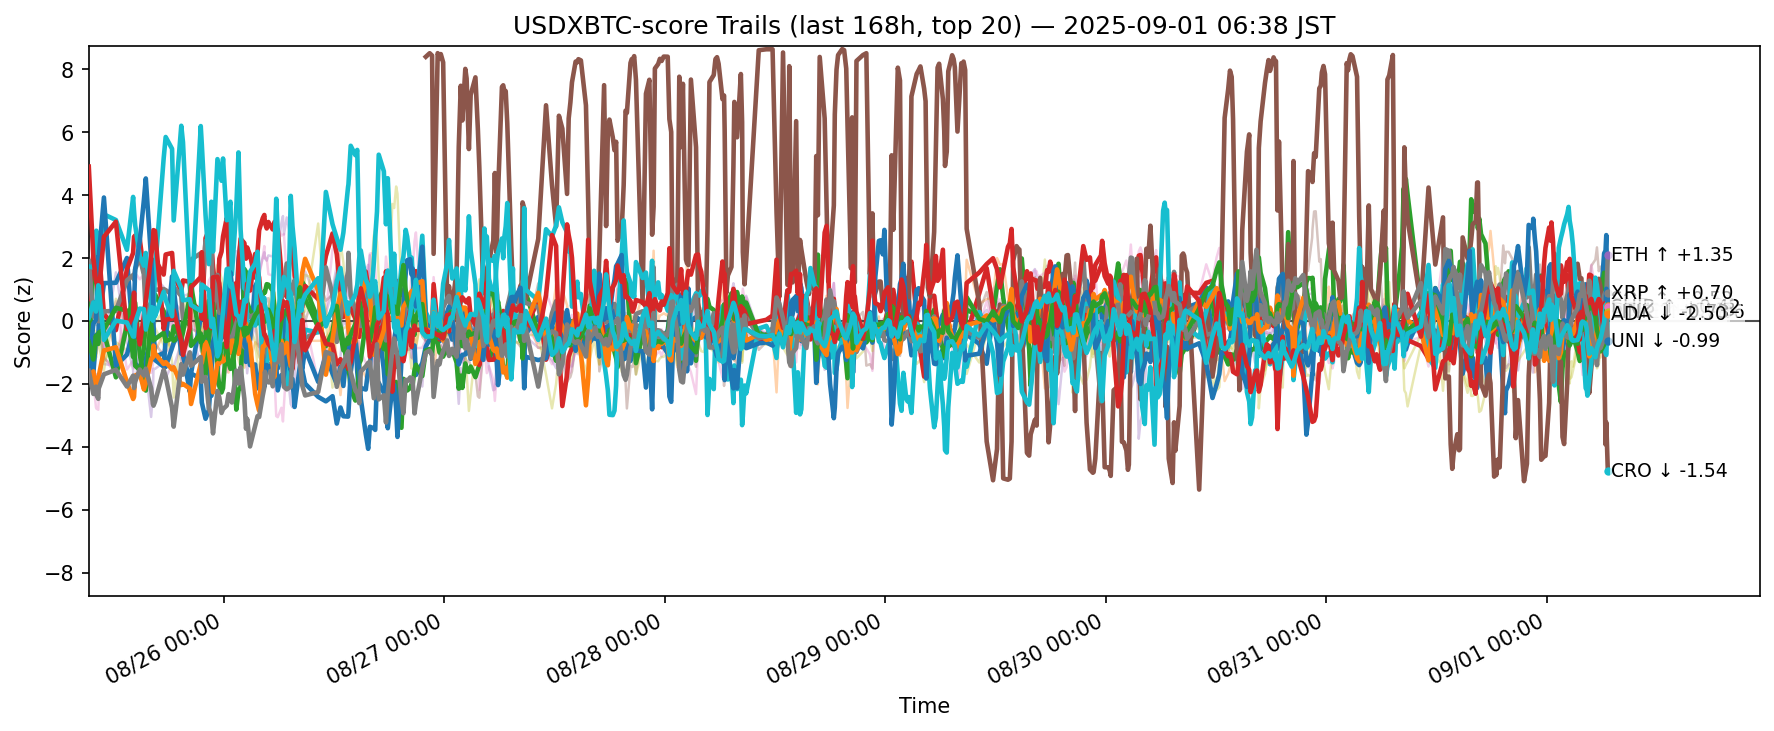 USDXBTC-score Trails (last 168h, top 20) — 2025-09-01 06:38 JST
Score (z)
8
6
4
2
0
−2
−4
−6
−8
ETH ↑ +1.35
XRP ↑ +0.70
ADA ↓ -2.50
UNI ↓ -0.99
CRO ↓ -1.54
08/26 00:00
08/27 00:00
08/28 00:00
08/29 00:00
08/30 00:00
08/31 00:00
09/01 00:00
Time